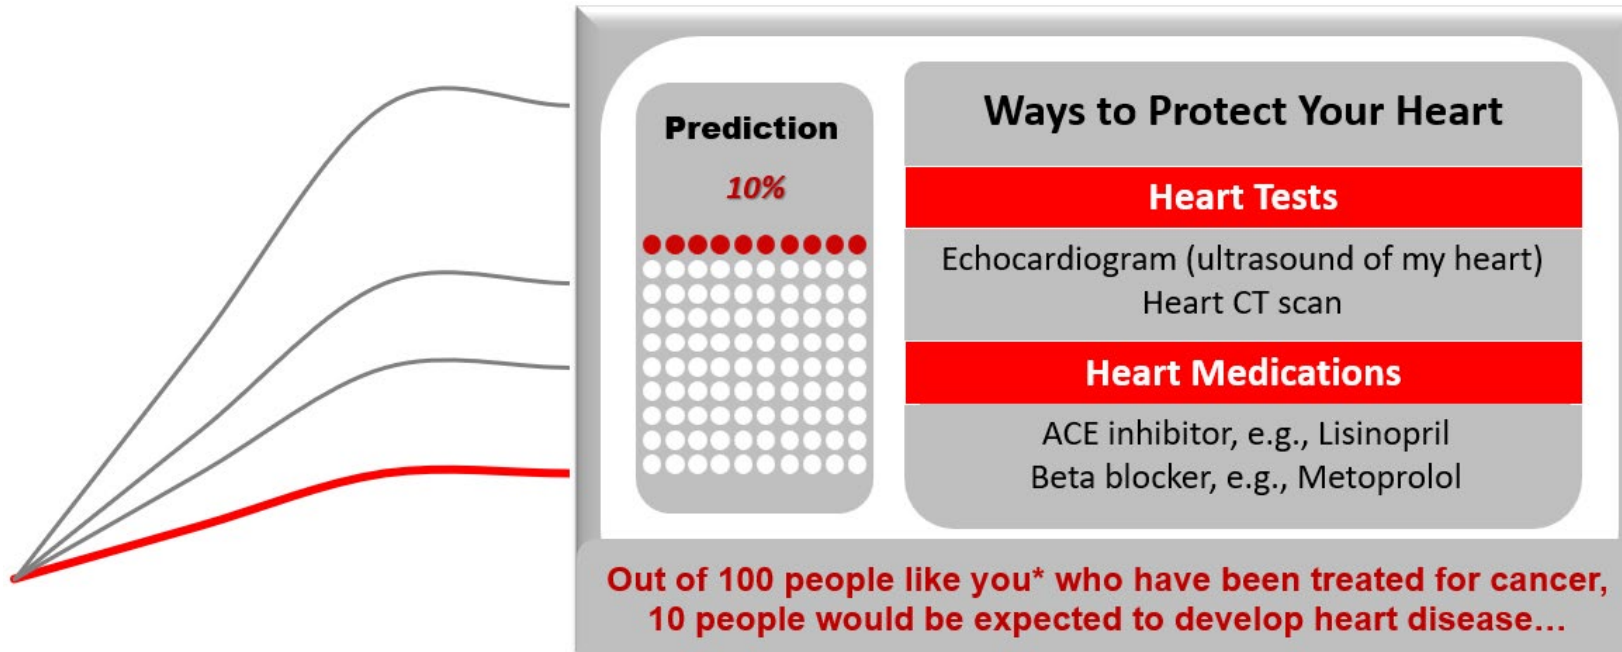 Prediction
10%
Ways to Protect Your Heart
Heart Tests
Echocardiogram (ultrasound of my heart)
Heart CT scan
Heart Medications
ACE inhibitor, e.g., Lisinopril
Beta blocker, e.g., Metoprolol
Out of 100 people like you* who have been treated for cancer,
10 people would be expected to develop heart disease…